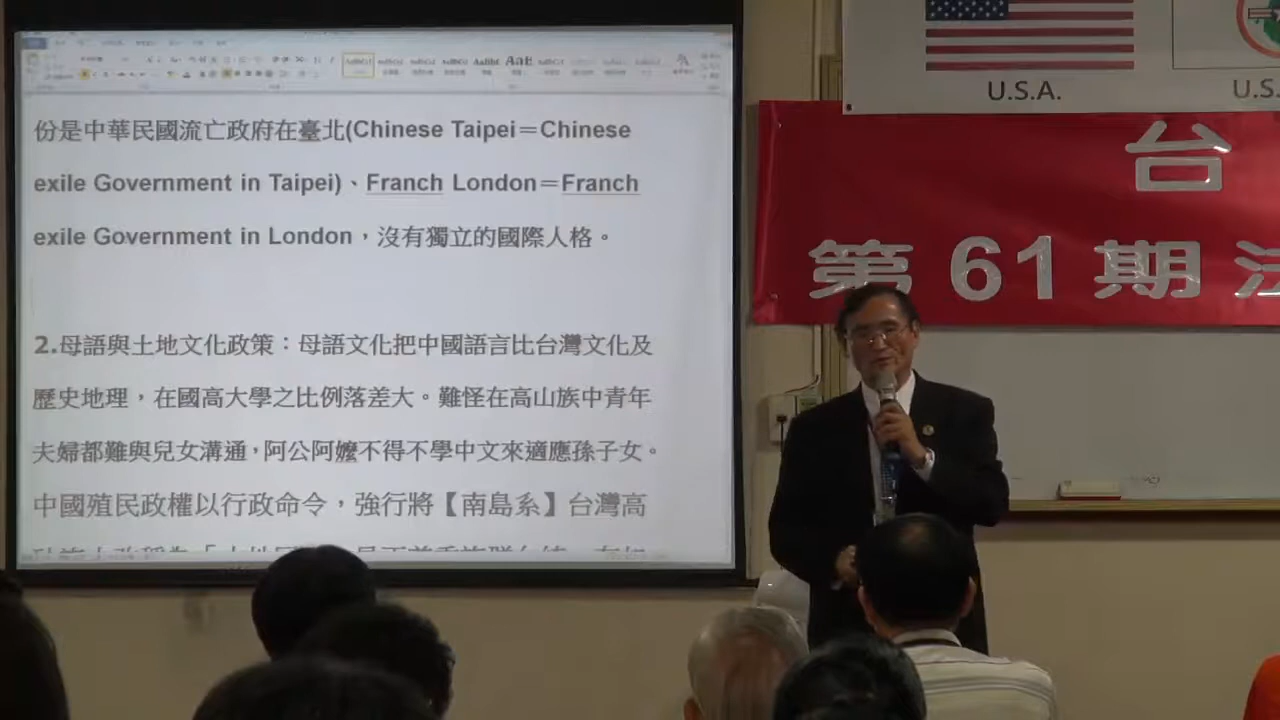 份是中華民國流亡政府在臺北(Chinese Taipei＝Chinese
exile Government in Taipei)、Franch London＝Franch
exile Government in London，沒有獨立的國際人格。
2.母語與土地文化政策：母語文化把中國語言比台灣文化及
歷史地理，在國高大學之比例落差大。難怪在高山族中青年
夫婦都難與兒女溝通，阿公阿嬤不得不學中文來適應孫子女。
中國殖民政權以行政命令，強行將【南島系】台灣高
U.S.A.
U.S.
台
第 61 期 法